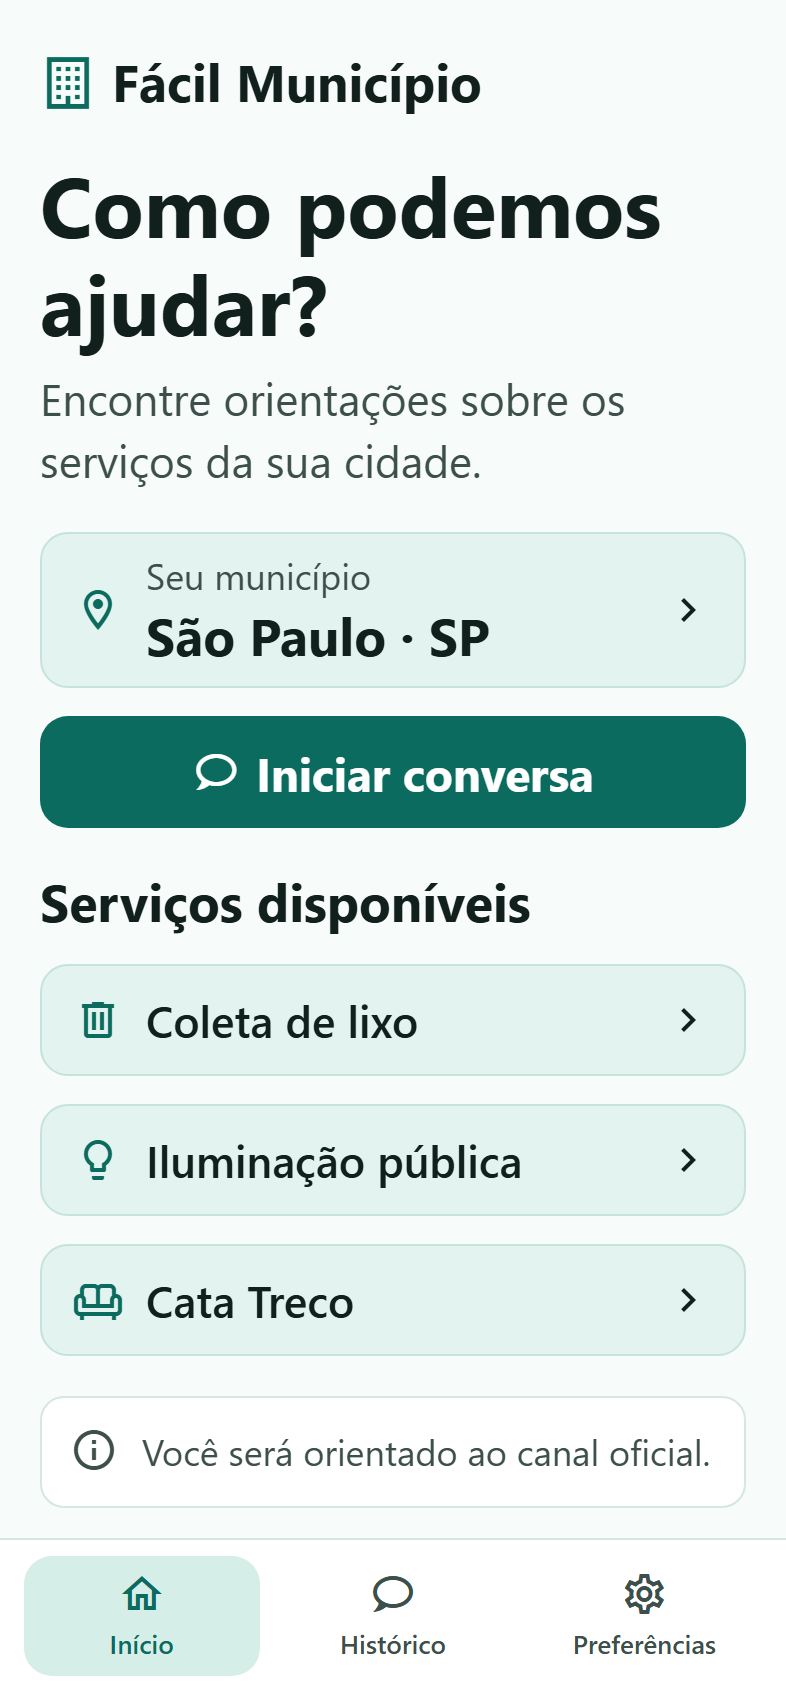 Fácil Município
Como podemos
ajudar?
Encontre orientações sobre os
serviços da sua cidade.
Seu município
São Paulo · SP
Iniciar conversa
Serviços disponíveis
Coleta de lixo
Iluminação pública
Cata Treco
Você será orientado ao canal oficial.
Início
Histórico
Preferências